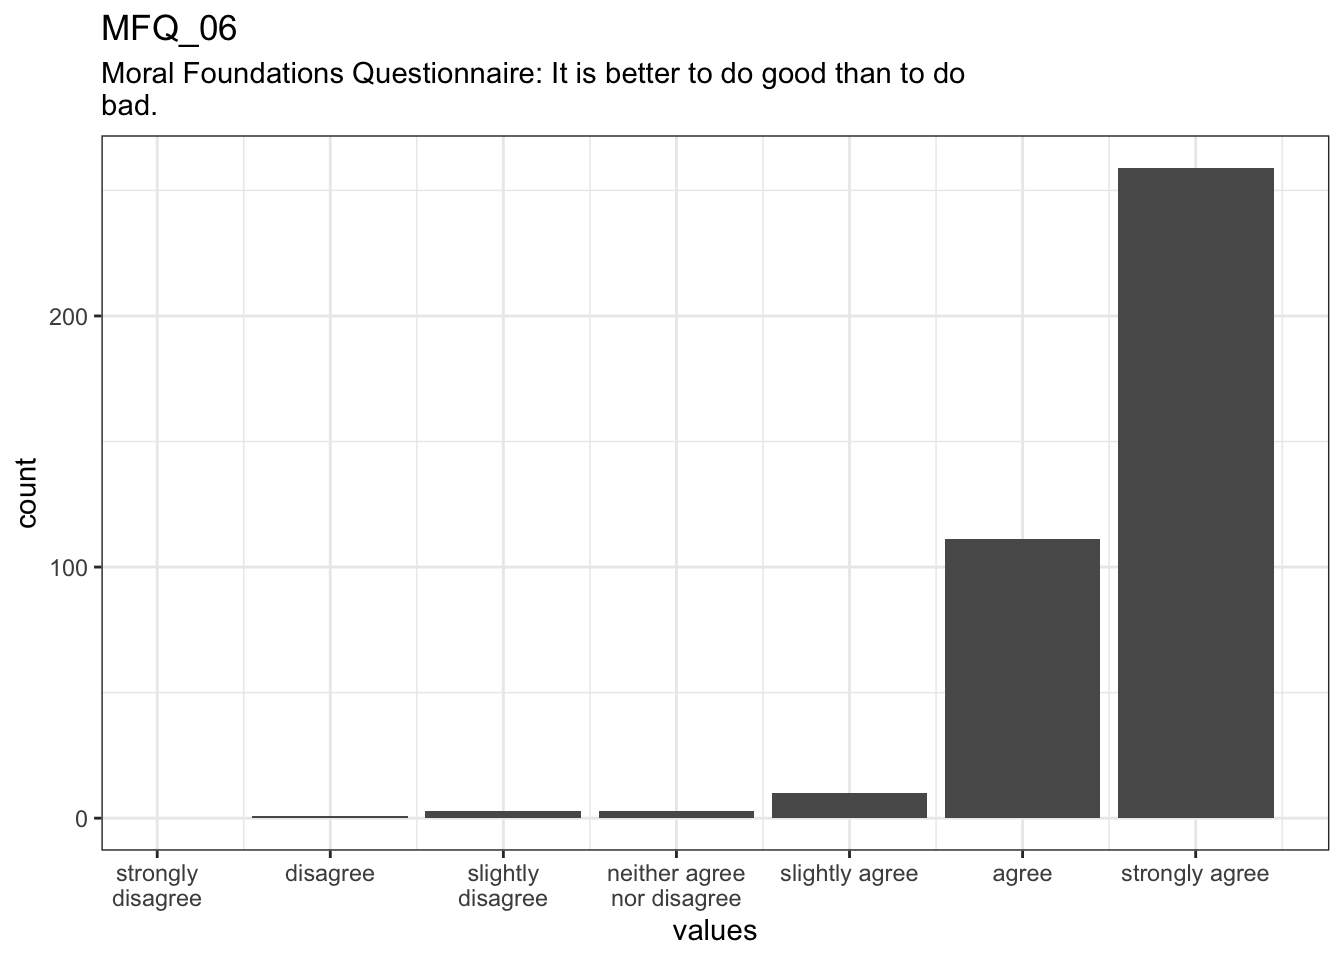 MFQ_06
Moral Foundations Questionnaire: It is better to do good than to do
bad.
count
200
100
0
strongly
disagree
disagree
slightly
disagree
neither agree
nor disagree
slightly agree
agree
strongly agree
values